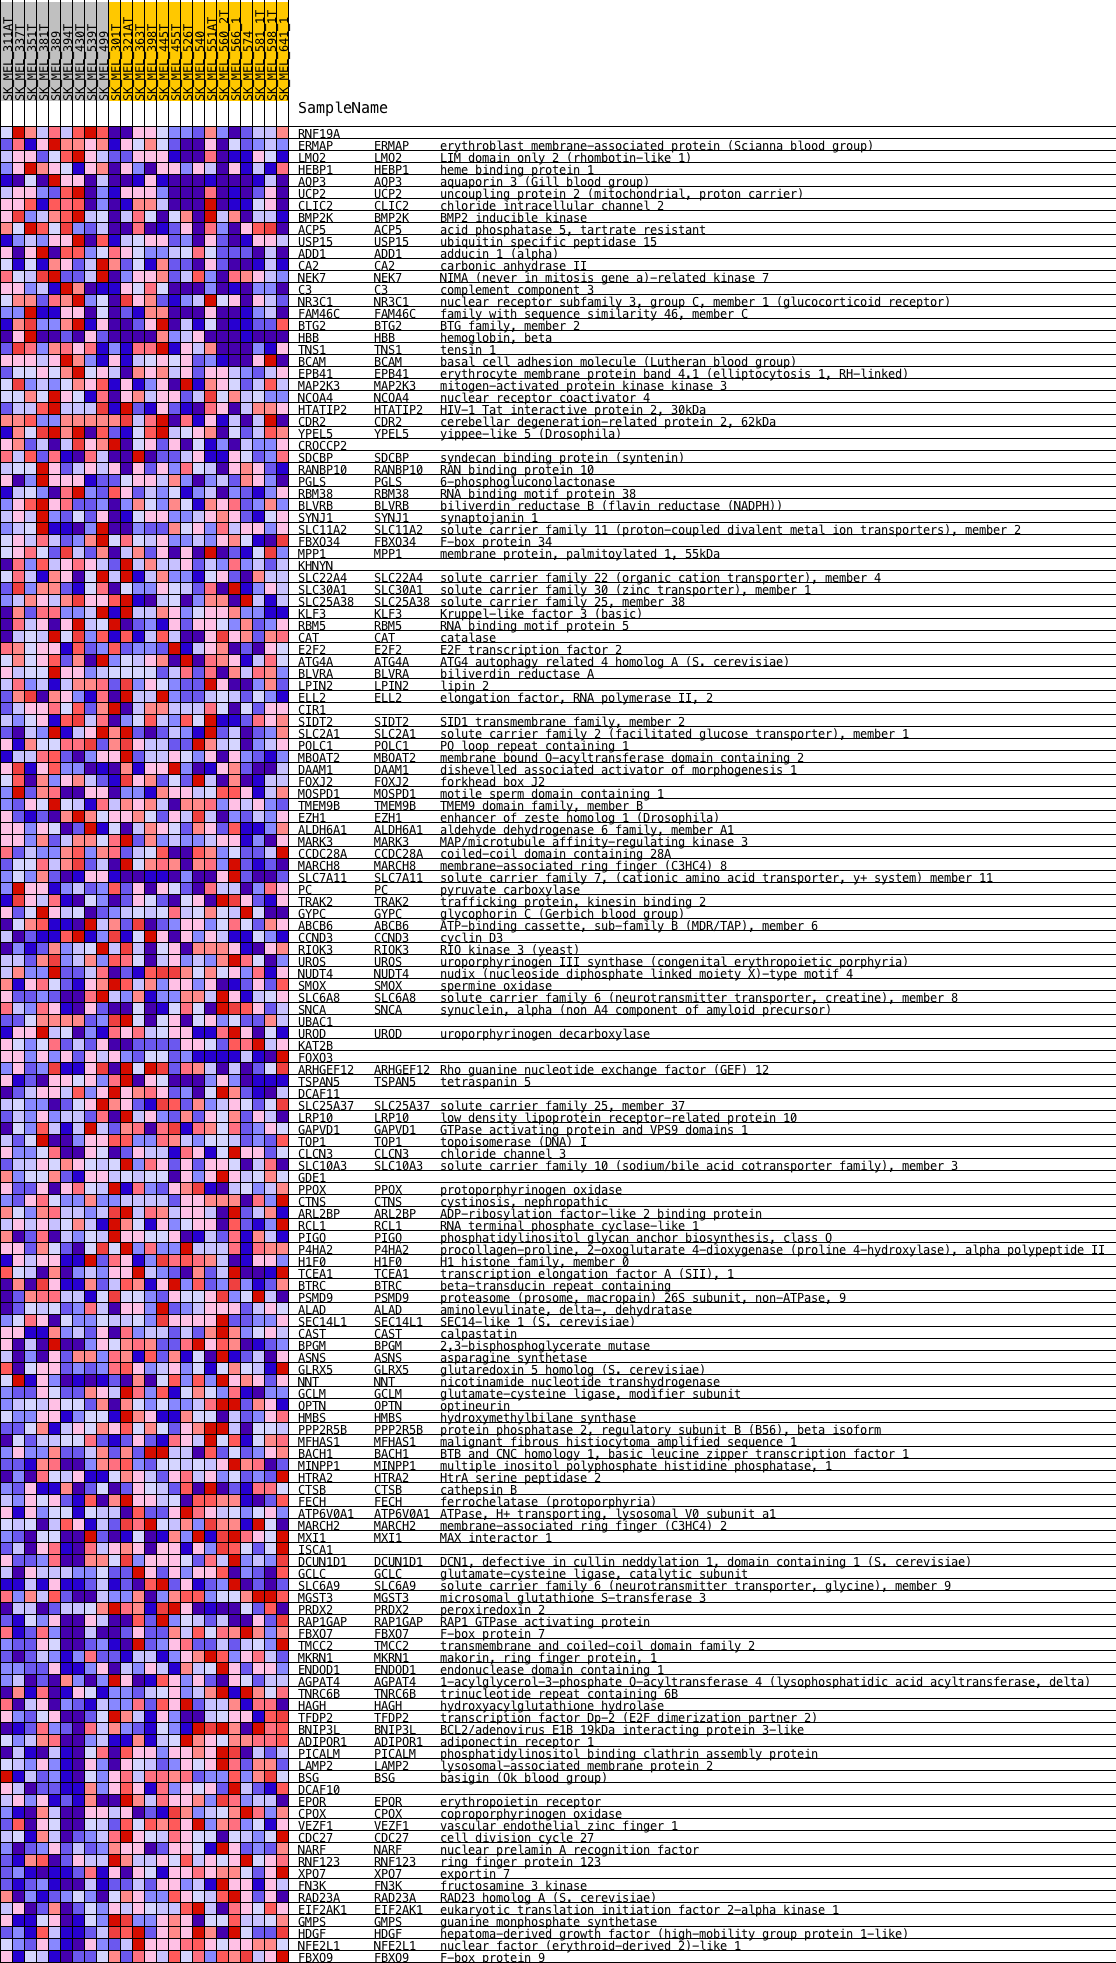 SK_MEL_311AT
SK_MEL_337T
SK_MEL_351T
SK_MEL_381T
SK_MEL_389
SK_MEL_394T
SK_MEL_430T
SK_MEL_539T
SK_MEL_499
SK_MEL_301T
SK_MEL_321AT
SK_MEL_363T
SK_MEL_398T
SK_MEL_445T
SK_MEL_455T
SK_MEL_526T
SK_MEL_540
SK_MEL_551AT
SK_MEL_560_2T
SK_MEL_566_1
SK_MEL_574
SK_MEL_581_1T
SK_MEL_598_1T
SK_MEL_641_1
SampleName
RNF19A
ERMAP ERMAP erythroblast membrane-associated protein (Scianna blood group)
LMO2 LMO2 LIM domain only 2 (rhombotin-like 1)
HEBP1 HEBP1 heme binding protein 1
AQP3 AQP3 aquaporin 3 (Gill blood group)
UCP2 UCP2 uncoupling protein 2 (mitochondrial, proton carrier)
CLIC2 CLIC2 chloride intracellular channel 2
BMP2K BMP2K BMP2 inducible kinase
ACP5 ACP5 acid phosphatase 5, tartrate resistant
USP15 USP15 ubiquitin specific peptidase 15
ADD1 ADD1 adducin 1 (alpha)
CA2 CA2 carbonic anhydrase II
NEK7 NEK7 NIMA (never in mitosis gene a)-related kinase 7
C3 C3 complement component 3
NR3C1 NR3C1 nuclear receptor subfamily 3, group C, member 1 (glucocorticoid receptor)
FAM46C FAM46C family with sequence similarity 46, member C
BTG2 BTG2 BTG family, member 2
HBB HBB hemoglobin, beta
TNS1 TNS1 tensin 1
BCAM BCAM basal cell adhesion molecule (Lutheran blood group)
EPB41 EPB41 erythrocyte membrane protein band 4.1 (elliptocytosis 1, RH-linked)
MAP2K3 MAP2K3 mitogen-activated protein kinase kinase 3
NCOA4 NCOA4 nuclear receptor coactivator 4
HTATIP2 HTATIP2 HIV-1 Tat interactive protein 2, 30kDa
CDR2 CDR2 cerebellar degeneration-related protein 2, 62kDa
YPEL5 YPEL5 yippee-like 5 (Drosophila)
CROCCP2
SDCBP SDCBP syndecan binding protein (syntenin)
RANBP10 RANBP10 RAN binding protein 10
PGLS PGLS 6-phosphogluconolactonase
RBM38 RBM38 RNA binding motif protein 38
BLVRB BLVRB biliverdin reductase B (flavin reductase (NADPH))
SYNJ1 SYNJ1 synaptojanin 1
SLC11A2 SLC11A2 solute carrier family 11 (proton-coupled divalent metal ion transporters), member 2
FBXO34 FBXO34 F-box protein 34
MPP1 MPP1 membrane protein, palmitoylated 1, 55kDa
KHNYN
SLC22A4 SLC22A4 solute carrier family 22 (organic cation transporter), member 4
SLC30A1 SLC30A1 solute carrier family 30 (zinc transporter), member 1
SLC25A38 SLC25A38 solute carrier family 25, member 38
KLF3 KLF3 Kruppel-like factor 3 (basic)
RBM5 RBM5 RNA binding motif protein 5
CAT CAT catalase
E2F2 E2F2 E2F transcription factor 2
ATG4A ATG4A ATG4 autophagy related 4 homolog A (S. cerevisiae)
BLVRA BLVRA biliverdin reductase A
LPIN2 LPIN2 lipin 2
ELL2 ELL2 elongation factor, RNA polymerase II, 2
CIR1
SIDT2 SIDT2 SID1 transmembrane family, member 2
SLC2A1 SLC2A1 solute carrier family 2 (facilitated glucose transporter), member 1
PQLC1 PQLC1 PQ loop repeat containing 1
MBOAT2 MBOAT2 membrane bound O-acyltransferase domain containing 2
DAAM1 DAAM1 dishevelled associated activator of morphogenesis 1
FOXJ2 FOXJ2 forkhead box J2
MOSPD1 MOSPD1 motile sperm domain containing 1
TMEM9B TMEM9B TMEM9 domain family, member B
EZH1 EZH1 enhancer of zeste homolog 1 (Drosophila)
ALDH6A1 ALDH6A1 aldehyde dehydrogenase 6 family, member A1
MARK3 MARK3 MAP/microtubule affinity-regulating kinase 3
CCDC28A CCDC28A coiled-coil domain containing 28A
MARCH8 MARCH8 membrane-associated ring finger (C3HC4) 8
SLC7A11 SLC7A11 solute carrier family 7, (cationic amino acid transporter, y+ system) member 11
PC PC pyruvate carboxylase
TRAK2 TRAK2 trafficking protein, kinesin binding 2
GYPC GYPC glycophorin C (Gerbich blood group)
ABCB6 ABCB6 ATP-binding cassette, sub-family B (MDR/TAP), member 6
CCND3 CCND3 cyclin D3
RIOK3 RIOK3 RIO kinase 3 (yeast)
UROS UROS uroporphyrinogen III synthase (congenital erythropoietic porphyria)
NUDT4 NUDT4 nudix (nucleoside diphosphate linked moiety X)-type motif 4
SMOX SMOX spermine oxidase
SLC6A8 SLC6A8 solute carrier family 6 (neurotransmitter transporter, creatine), member 8
SNCA SNCA synuclein, alpha (non A4 component of amyloid precursor)
UBAC1
UROD UROD uroporphyrinogen decarboxylase
KAT2B
FOXO3
ARHGEF12 ARHGEF12 Rho guanine nucleotide exchange factor (GEF) 12
TSPAN5 TSPAN5 tetraspanin 5
DCAF11
SLC25A37 SLC25A37 solute carrier family 25, member 37
LRP10 LRP10 low density lipoprotein receptor-related protein 10
GAPVD1 GAPVD1 GTPase activating protein and VPS9 domains 1
TOP1 TOP1 topoisomerase (DNA) I
CLCN3 CLCN3 chloride channel 3
SLC10A3 SLC10A3 solute carrier family 10 (sodium/bile acid cotransporter family), member 3
GDE1
PPOX PPOX protoporphyrinogen oxidase
CTNS CTNS cystinosis, nephropathic
ARL2BP ARL2BP ADP-ribosylation factor-like 2 binding protein
RCL1 RCL1 RNA terminal phosphate cyclase-like 1
PIGQ PIGQ phosphatidylinositol glycan anchor biosynthesis, class Q
P4HA2 P4HA2 procollagen-proline, 2-oxoglutarate 4-dioxygenase (proline 4-hydroxylase), alpha polypeptide II
H1F0 H1F0 H1 histone family, member 0
TCEA1 TCEA1 transcription elongation factor A (SII), 1
BTRC BTRC beta-transducin repeat containing
PSMD9 PSMD9 proteasome (prosome, macropain) 26S subunit, non-ATPase, 9
ALAD ALAD aminolevulinate, delta-, dehydratase
SEC14L1 SEC14L1 SEC14-like 1 (S. cerevisiae)
CAST CAST calpastatin
BPGM BPGM 2,3-bisphosphoglycerate mutase
ASNS ASNS asparagine synthetase
GLRX5 GLRX5 glutaredoxin 5 homolog (S. cerevisiae)
NNT NNT nicotinamide nucleotide transhydrogenase
GCLM GCLM glutamate-cysteine ligase, modifier subunit
OPTN OPTN optineurin
HMBS HMBS hydroxymethylbilane synthase
PPP2R5B PPP2R5B protein phosphatase 2, regulatory subunit B (B56), beta isoform
MFHAS1 MFHAS1 malignant fibrous histiocytoma amplified sequence 1
BACH1 BACH1 BTB and CNC homology 1, basic leucine zipper transcription factor 1
MINPP1 MINPP1 multiple inositol polyphosphate histidine phosphatase, 1
HTRA2 HTRA2 HtrA serine peptidase 2
CTSB CTSB cathepsin B
FECH FECH ferrochelatase (protoporphyria)
ATP6V0A1 ATP6V0A1 ATPase, H+ transporting, lysosomal V0 subunit a1
MARCH2 MARCH2 membrane-associated ring finger (C3HC4) 2
MXI1 MXI1 MAX interactor 1
ISCA1
DCUN1D1 DCUN1D1 DCN1, defective in cullin neddylation 1, domain containing 1 (S. cerevisiae)
GCLC GCLC glutamate-cysteine ligase, catalytic subunit
SLC6A9 SLC6A9 solute carrier family 6 (neurotransmitter transporter, glycine), member 9
MGST3 MGST3 microsomal glutathione S-transferase 3
PRDX2 PRDX2 peroxiredoxin 2
RAP1GAP RAP1GAP RAP1 GTPase activating protein
FBXO7 FBXO7 F-box protein 7
TMCC2 TMCC2 transmembrane and coiled-coil domain family 2
MKRN1 MKRN1 makorin, ring finger protein, 1
ENDOD1 ENDOD1 endonuclease domain containing 1
AGPAT4 AGPAT4 1-acylglycerol-3-phosphate O-acyltransferase 4 (lysophosphatidic acid acyltransferase, delta)
TNRC6B TNRC6B trinucleotide repeat containing 6B
HAGH HAGH hydroxyacylglutathione hydrolase
TFDP2 TFDP2 transcription factor Dp-2 (E2F dimerization partner 2)
BNIP3L BNIP3L BCL2/adenovirus E1B 19kDa interacting protein 3-like
ADIPOR1 ADIPOR1 adiponectin receptor 1
PICALM PICALM phosphatidylinositol binding clathrin assembly protein
LAMP2 LAMP2 lysosomal-associated membrane protein 2
BSG BSG basigin (Ok blood group)
DCAF10
EPOR EPOR erythropoietin receptor
CPOX CPOX coproporphyrinogen oxidase
VEZF1 VEZF1 vascular endothelial zinc finger 1
CDC27 CDC27 cell division cycle 27
NARF NARF nuclear prelamin A recognition factor
RNF123 RNF123 ring finger protein 123
XPO7 XPO7 exportin 7
FN3K FN3K fructosamine 3 kinase
RAD23A RAD23A RAD23 homolog A (S. cerevisiae)
EIF2AK1 EIF2AK1 eukaryotic translation initiation factor 2-alpha kinase 1
GMPS GMPS guanine monphosphate synthetase
HDGF HDGF hepatoma-derived growth factor (high-mobility group protein 1-like)
NFE2L1 NFE2L1 nuclear factor (erythroid-derived 2)-like 1
FBXO9 FBXO9 F-box protein 9